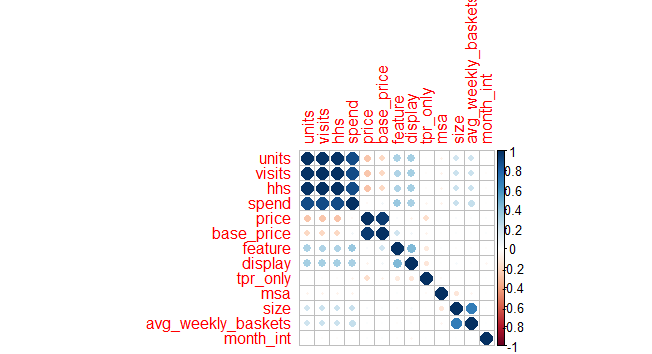 units
visits
hhs
spend
price
base_price
feature
display
tpr_only
msa
size
avg_weekly_baskets
month_int
units
visits
hhs
spend
price
base_price
feature
display
tpr_only
msa
size
avg_weekly_baskets
month_int
1
0.8
0.6
0.4
0.2
0
-0.2
-0.4
-0.6
-0.8
-1